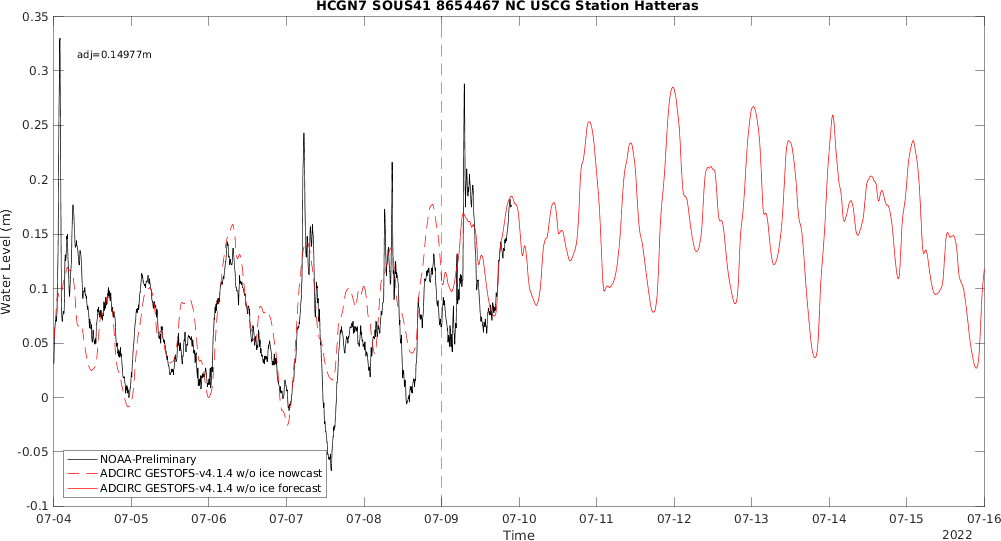 HCGN7 SOUS41 8654467 NC USCG Station Hatteras
adj=0.14977m
0.35
0.3
0.25
0.2
0.15
0.1
0.05
0
-0.05
-0.1
Water Level (m)
NOAA-Preliminary
ADCIRC GESTOFS-v4.1.4 w/o ice nowcast
ADCIRC GESTOFS-v4.1.4 w/o ice forecast
07-04 07-05 07-06 07-07 07-08 07-09 07-10 07-11 07-12 07-13 07-14 07-15 07-16
Time
2022